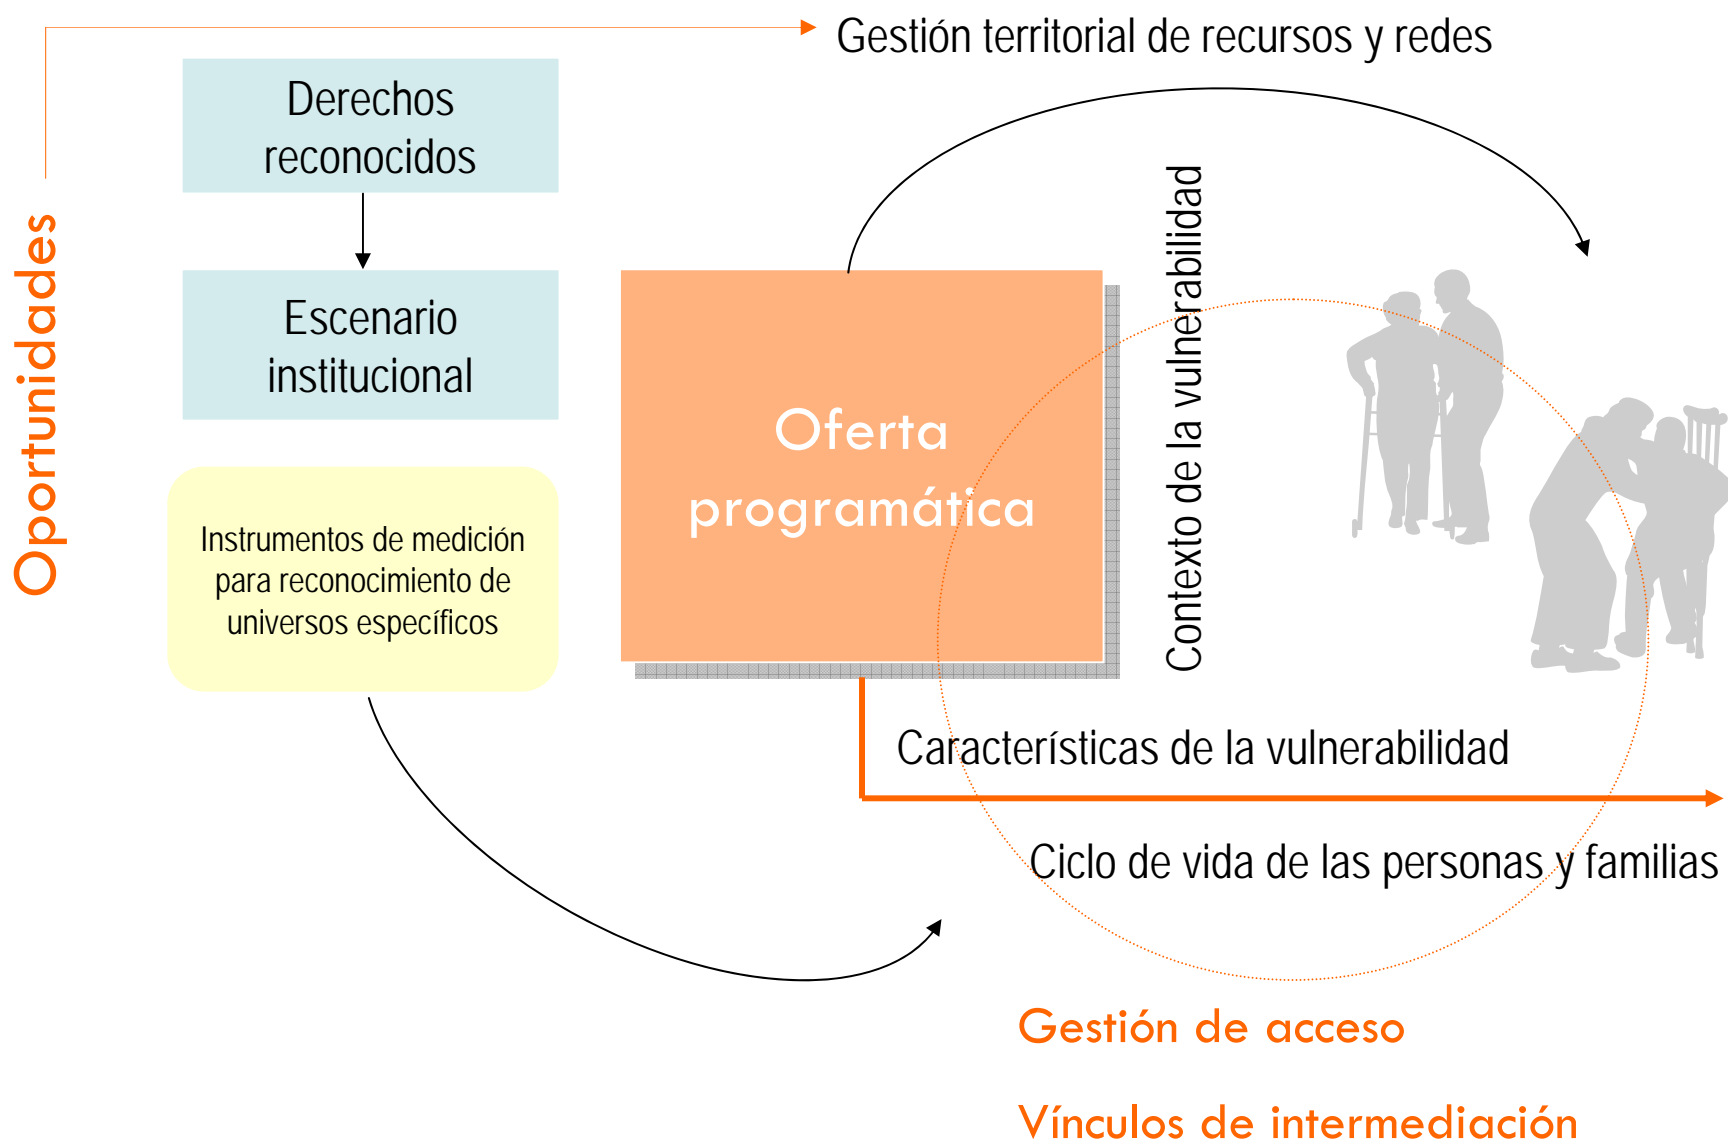 Gestión territorial de recursos y redes
Derechos
reconocidos
Oportunidades
Escenario
institucional
Instrumentos de medición
para reconocimiento de
universos específicos
Oferta
programática
Contexto de la vulnerabilidad
Características de la vulnerabilidad
Ciclo de vida de las personas y familias
Gestión de acceso
Vínculos de intermediación